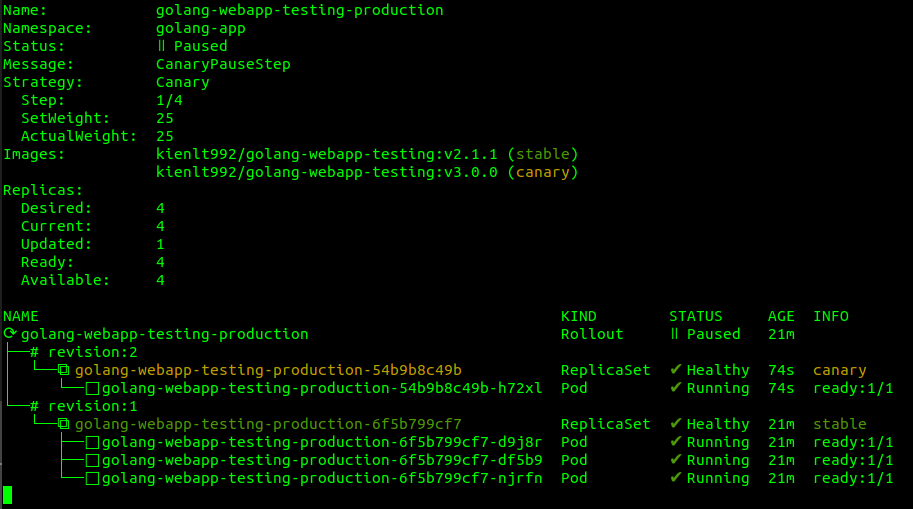 Name: golang-webapp-testing-production
Namespace: golang-app
Status: ॥ Paused
Message: CanaryPauseStep
Strategy: Canary
Step: 1/4
SetWeight: 25
ActualWeight: 25
Images: kienlt992/golang-webapp-testing:v2.1.1 (stable)
kienlt992/golang-webapp-testing:v3.0.0 (canary)
Replicas:
Desired: 4
Current: 4
Updated: 1
Ready: 4
Available: 4
NAME KIND STATUS AGE INFO
⟳ golang-webapp-testing-production Rollout ॥ Paused 21m
├──# revision:2
│ └──⧉ golang-webapp-testing-production-54b9b8c49b ReplicaSet ✔ Healthy 74s canary
│ └──□ golang-webapp-testing-production-54b9b8c49b-h72xl Pod ✔ Running 74s ready:1/1
└──# revision:1
└──⧉ golang-webapp-testing-production-6f5b799cf7 ReplicaSet ✔ Healthy 21m stable
├──□ golang-webapp-testing-production-6f5b799cf7-d9j8r Pod ✔ Running 21m ready:1/1
├──□ golang-webapp-testing-production-6f5b799cf7-df5b9 Pod ✔ Running 21m ready:1/1
└──□ golang-webapp-testing-production-6f5b799cf7-njrfn Pod ✔ Running 21m ready:1/1